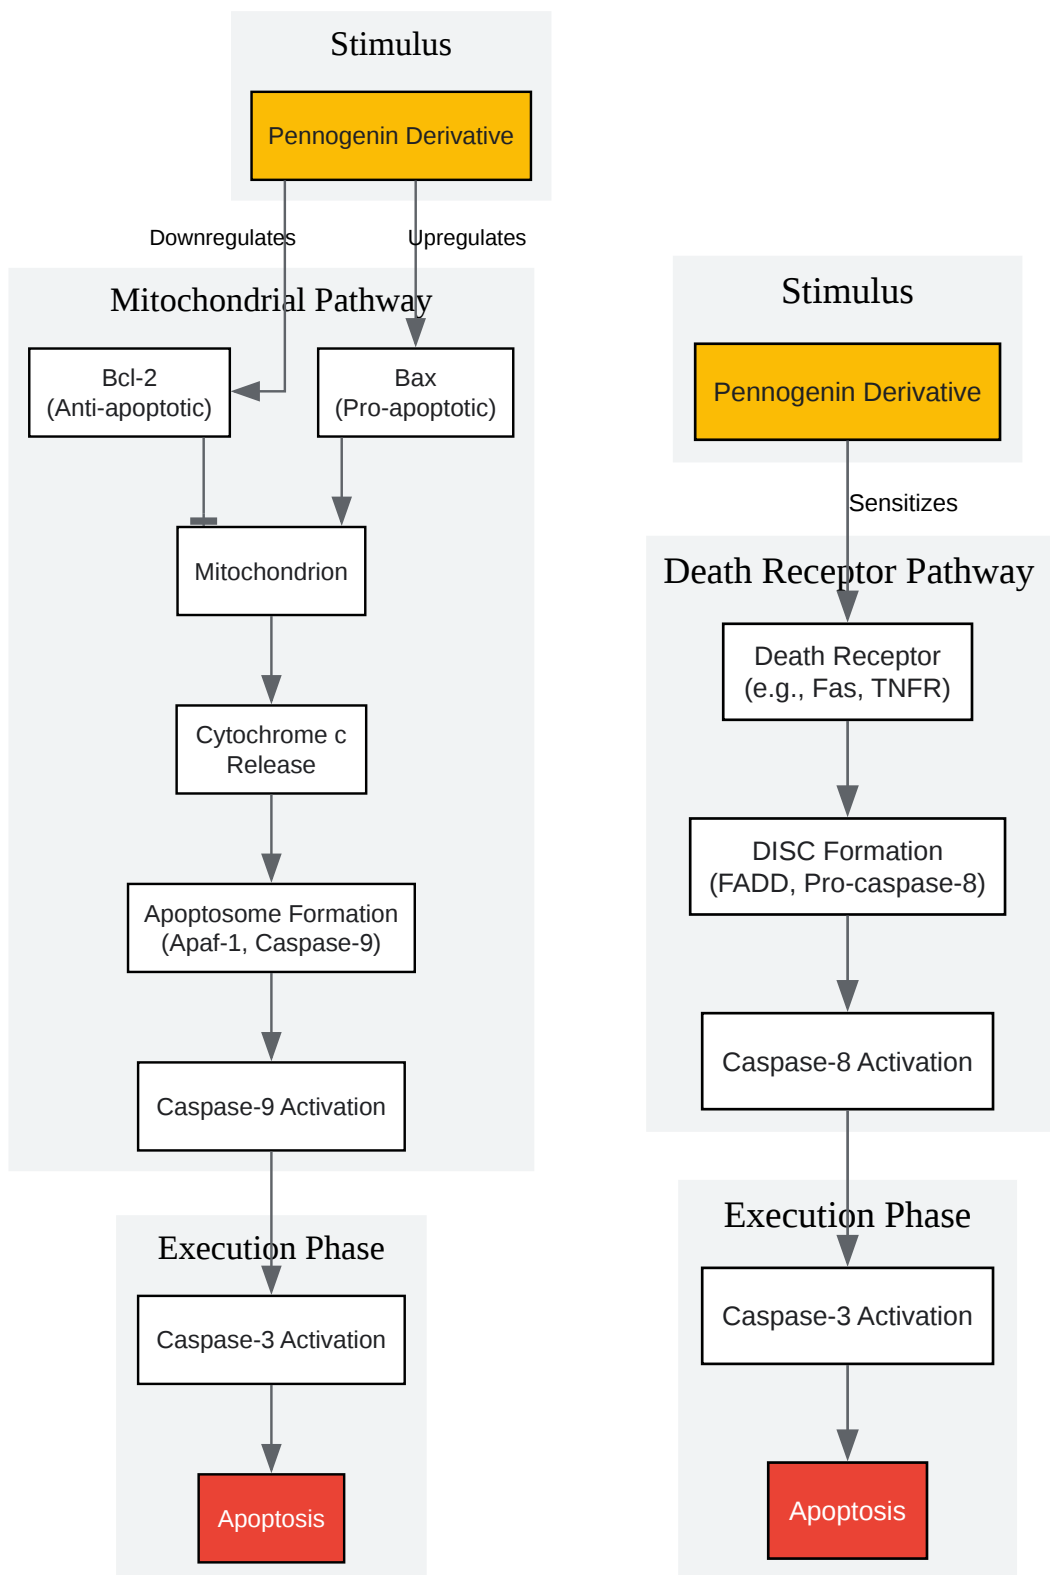 Stimulus
Pennogenin Derivative
Downregulates
Upregulates
Mitochondrial Pathway
Bcl-2
(Anti-apoptotic)
Bax
(Pro-apoptotic)
Mitochondrion
Cytochrome c
Release
Apoptosome Formation
(Apaf-1, Caspase-9)
Caspase-9 Activation
Execution Phase
Caspase-3 Activation
Apoptosis
Stimulus
Pennogenin Derivative
Sensitizes
Death Receptor Pathway
Death Receptor
(e.g., Fas, TNFR)
DISC Formation
(FADD, Pro-caspase-8)
Caspase-8 Activation
Execution Phase
Caspase-3 Activation
Apoptosis